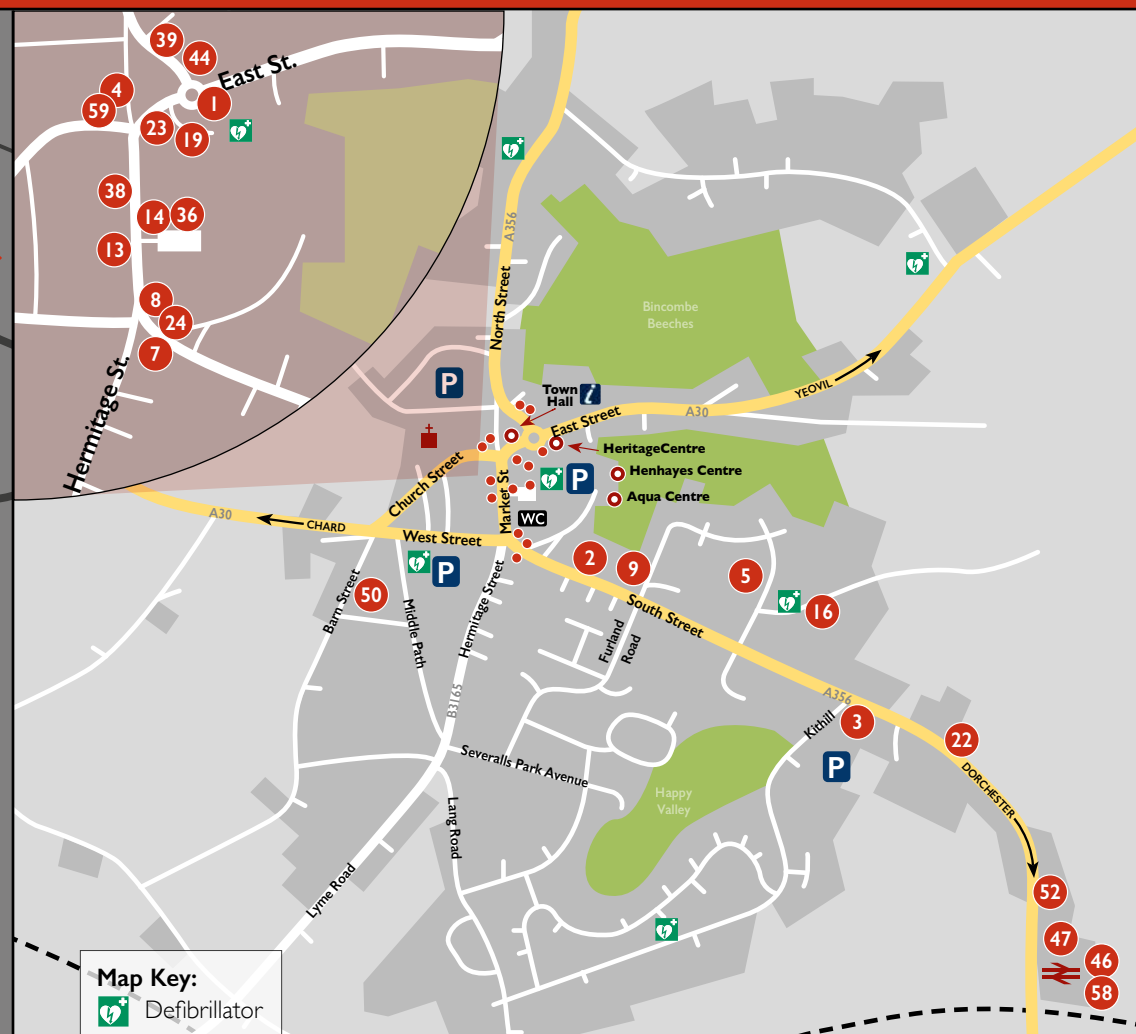 39
44
East St.
4
1
59
23
19
38
14
36
13
8
24
7
Hermitage St.
A356
North Street
Bincombe
Beeches
P
Town
Hall
i
YEOVIL
East Street
A30
HeritageCentre
Church Street
Henhayes Centre
P
Market St
Aqua Centre
WC
A30
CHARD
West Street
P
2
9
5
50
16
Barn Street
Middle Path
Hermitage Street
South Street
Furland
Road
A356
B3165
Kithill
3
22
P
Severalls Park Avenue
DORCHESTER
Happy
Valley
Lang Road
Lyme Road
52
47
46
58
Map Key:
Defibrillator